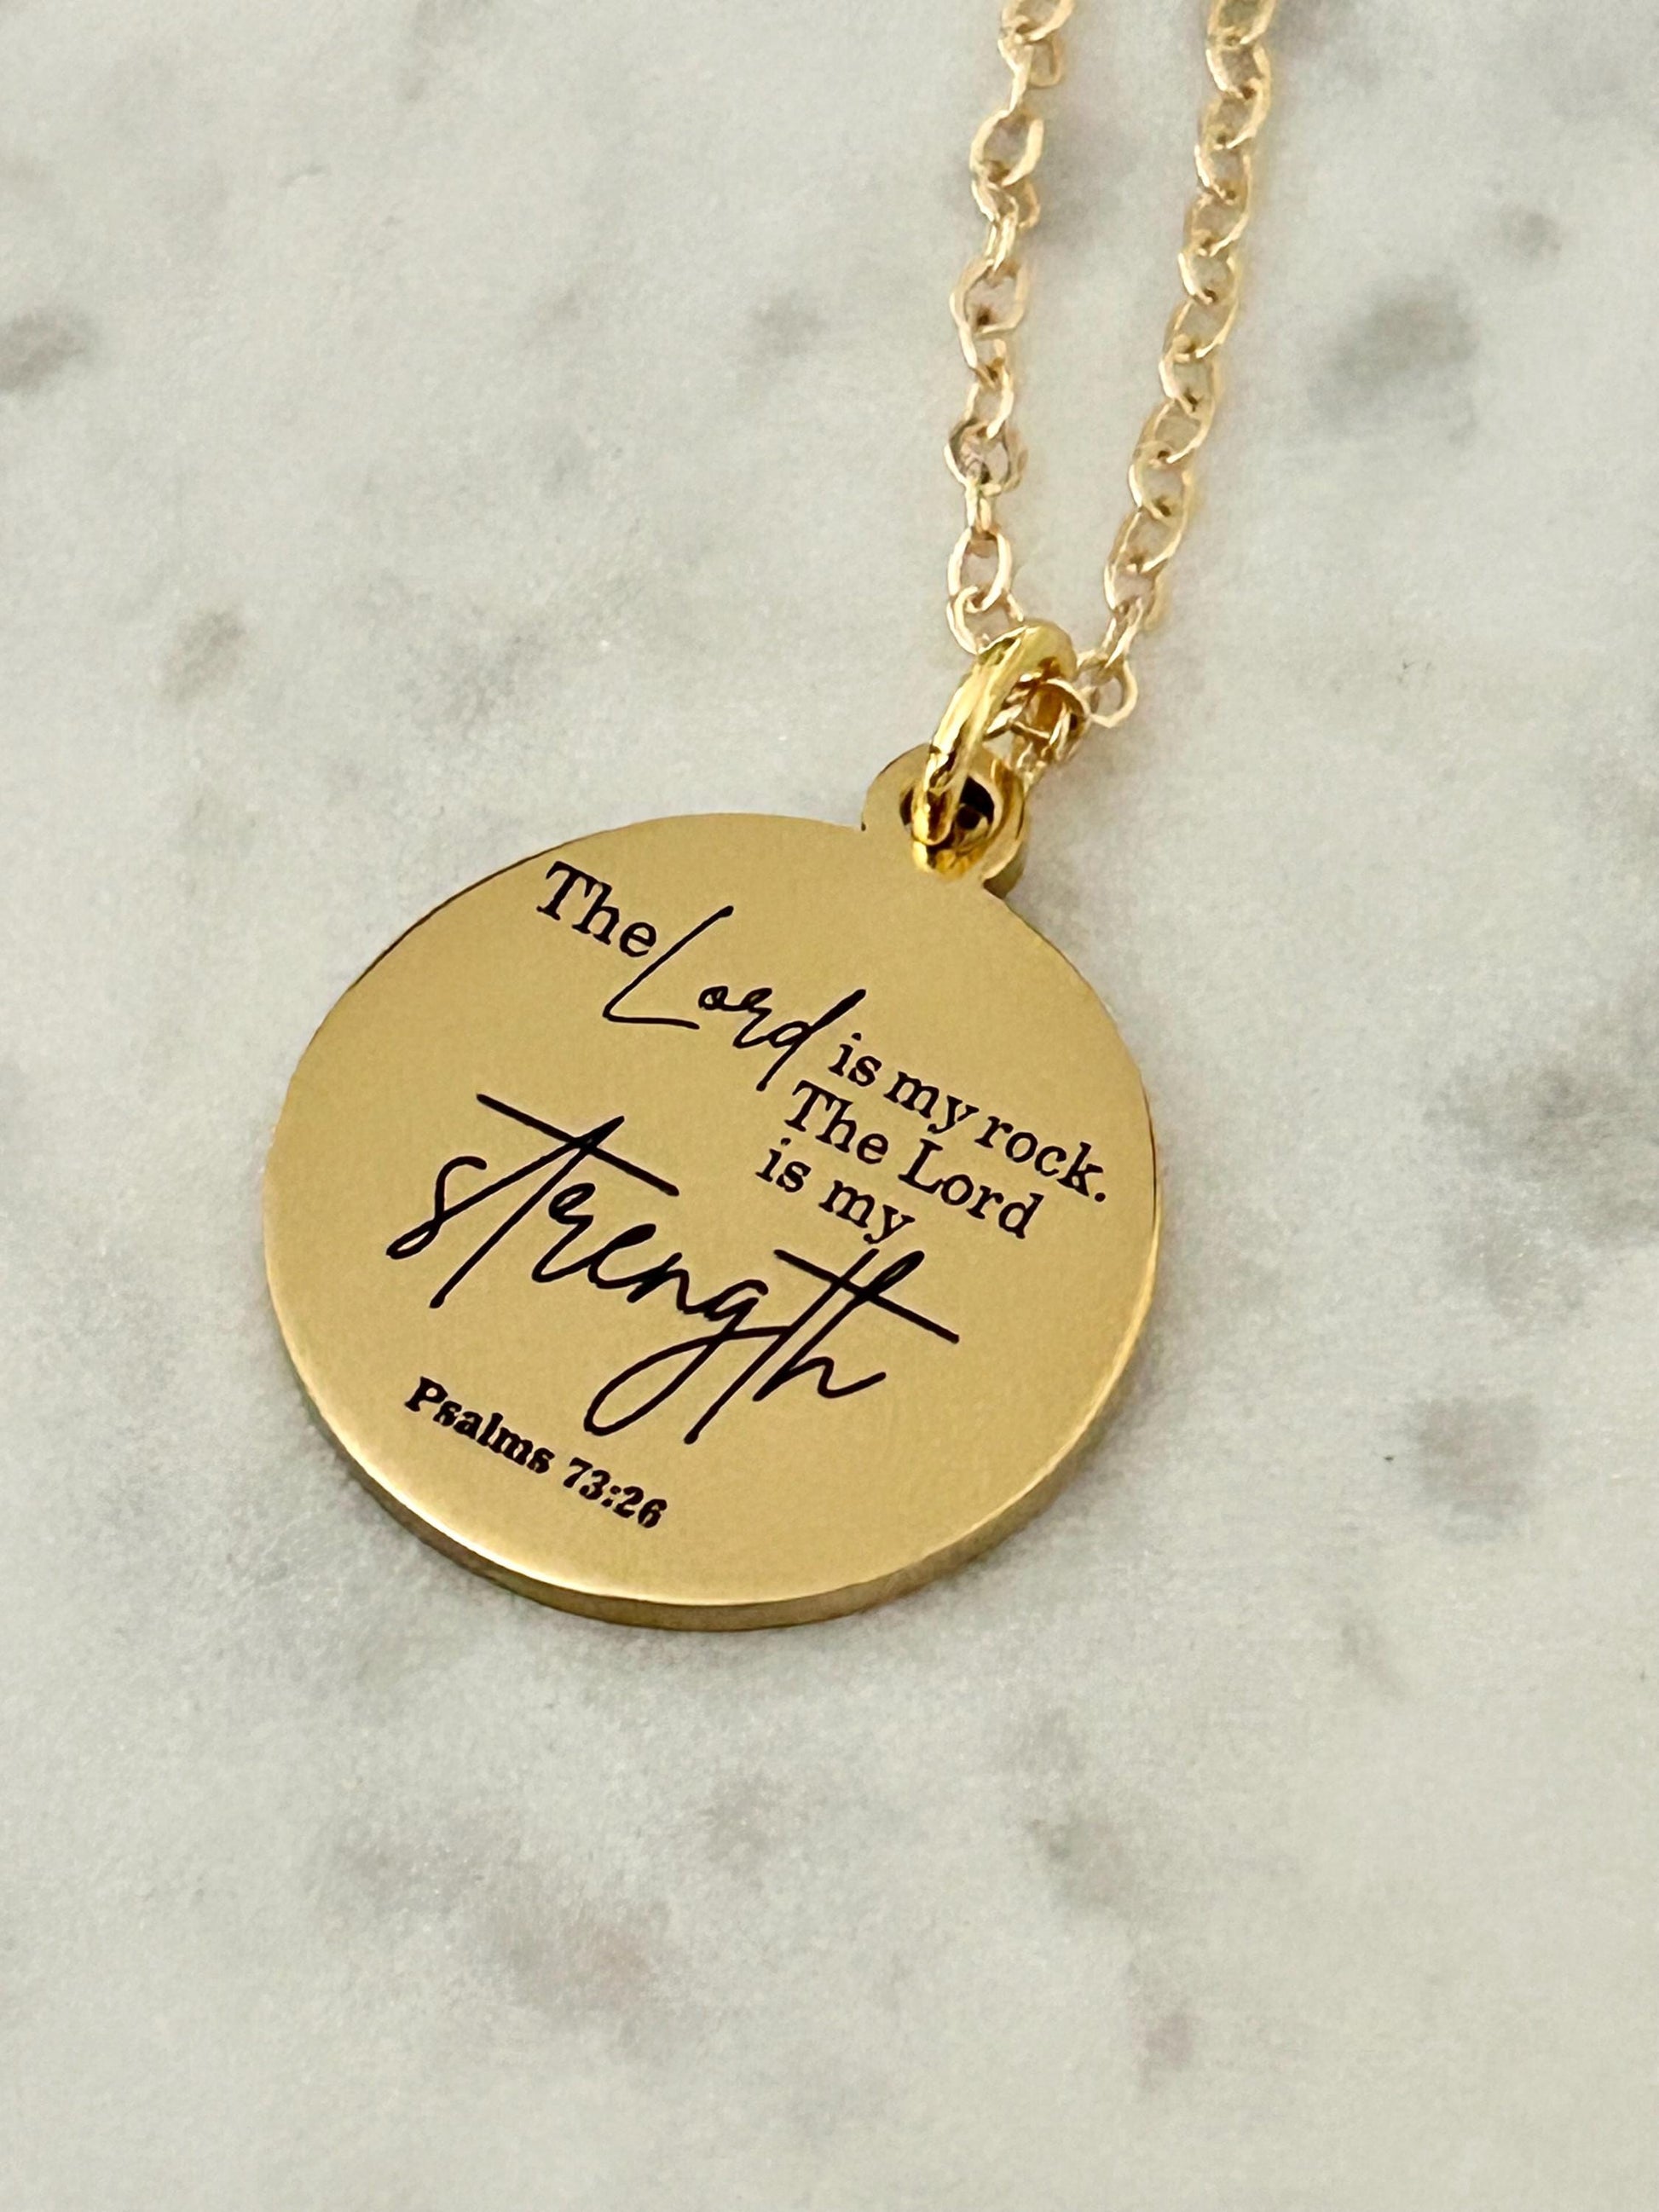 The Lord is my rock.
The Lord
is my
strength
Psalms 73:26